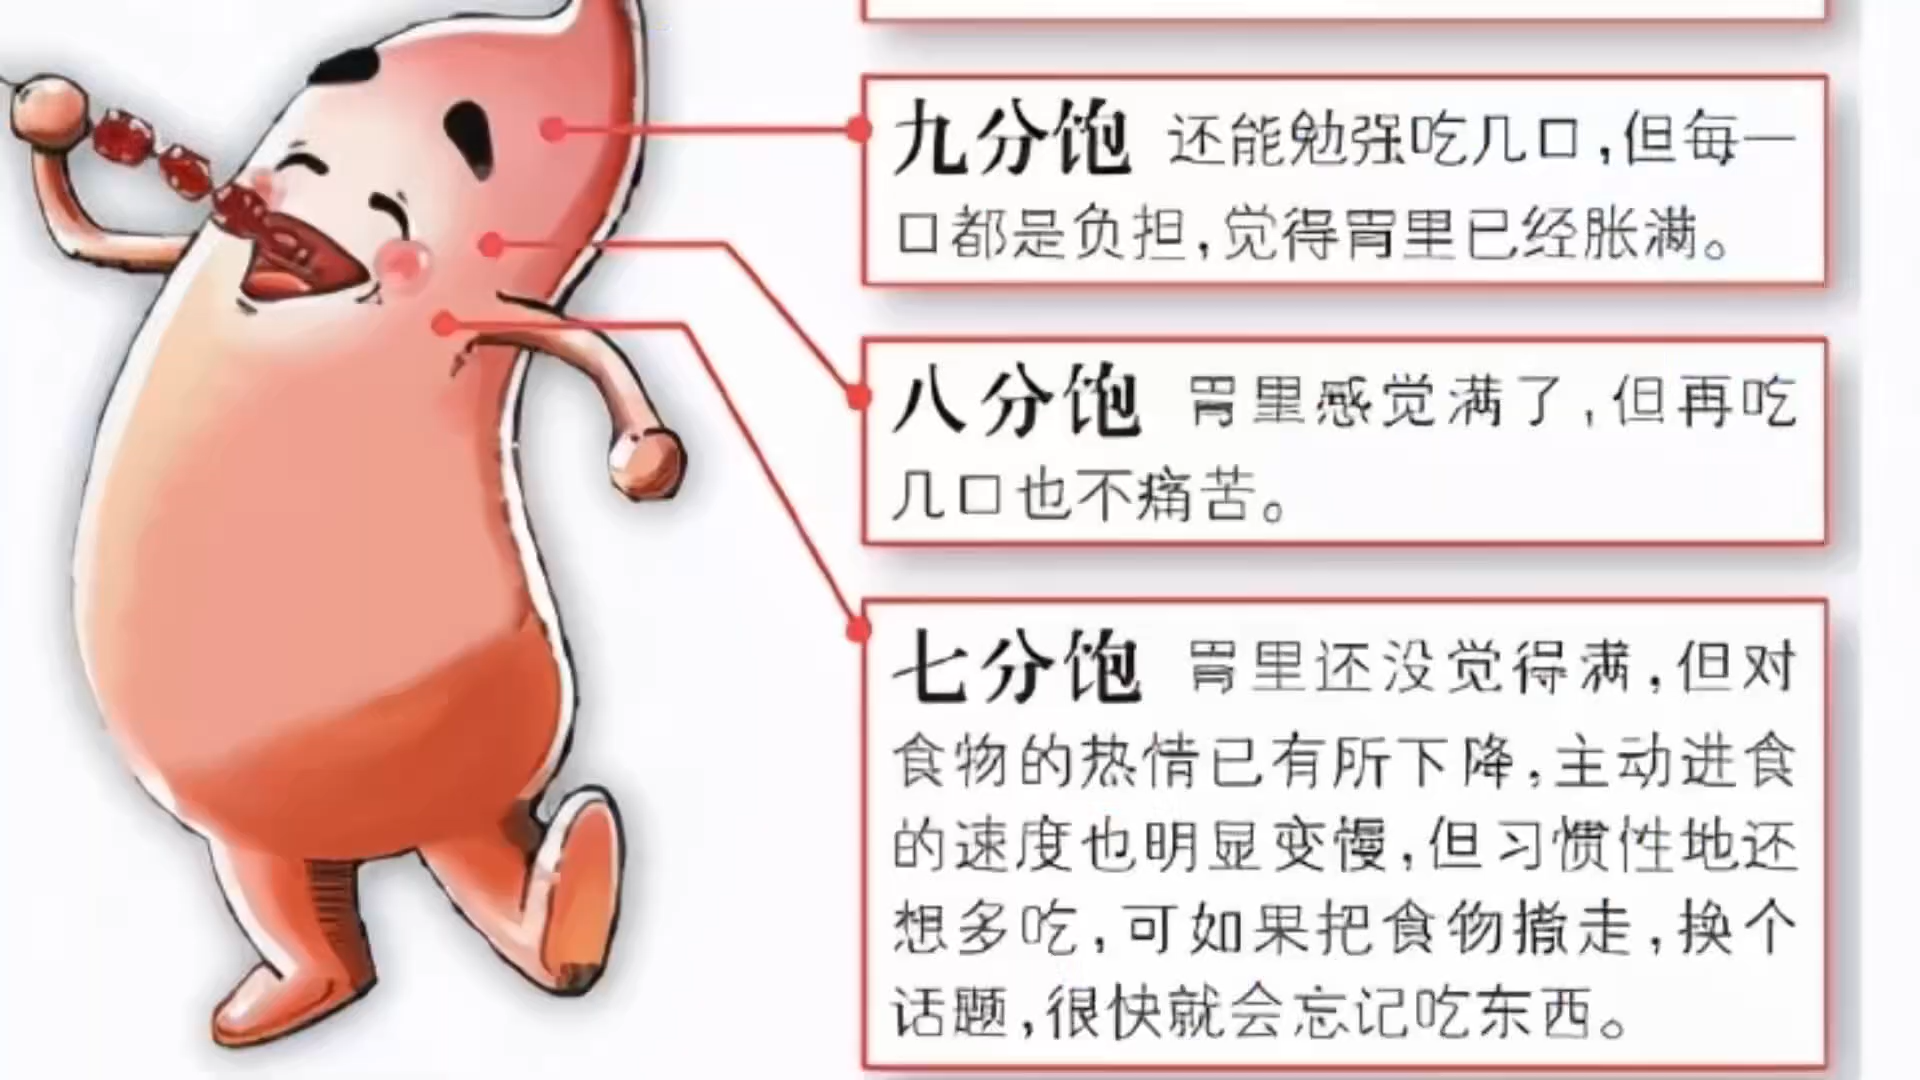 九分饱 还能勉强吃几口,但每一
口都是负担,觉得胃里已经胀满。
八分饱 胃里感觉满了,但再吃
几口也不痛苦。
七分饱 胃里还没觉得满,但对
食物的热情已有所下降,主动进食
的速度也明显变慢,但习惯性地还
想多吃,可如果把食物撤走,换个
话题,很快就会忘记吃东西。